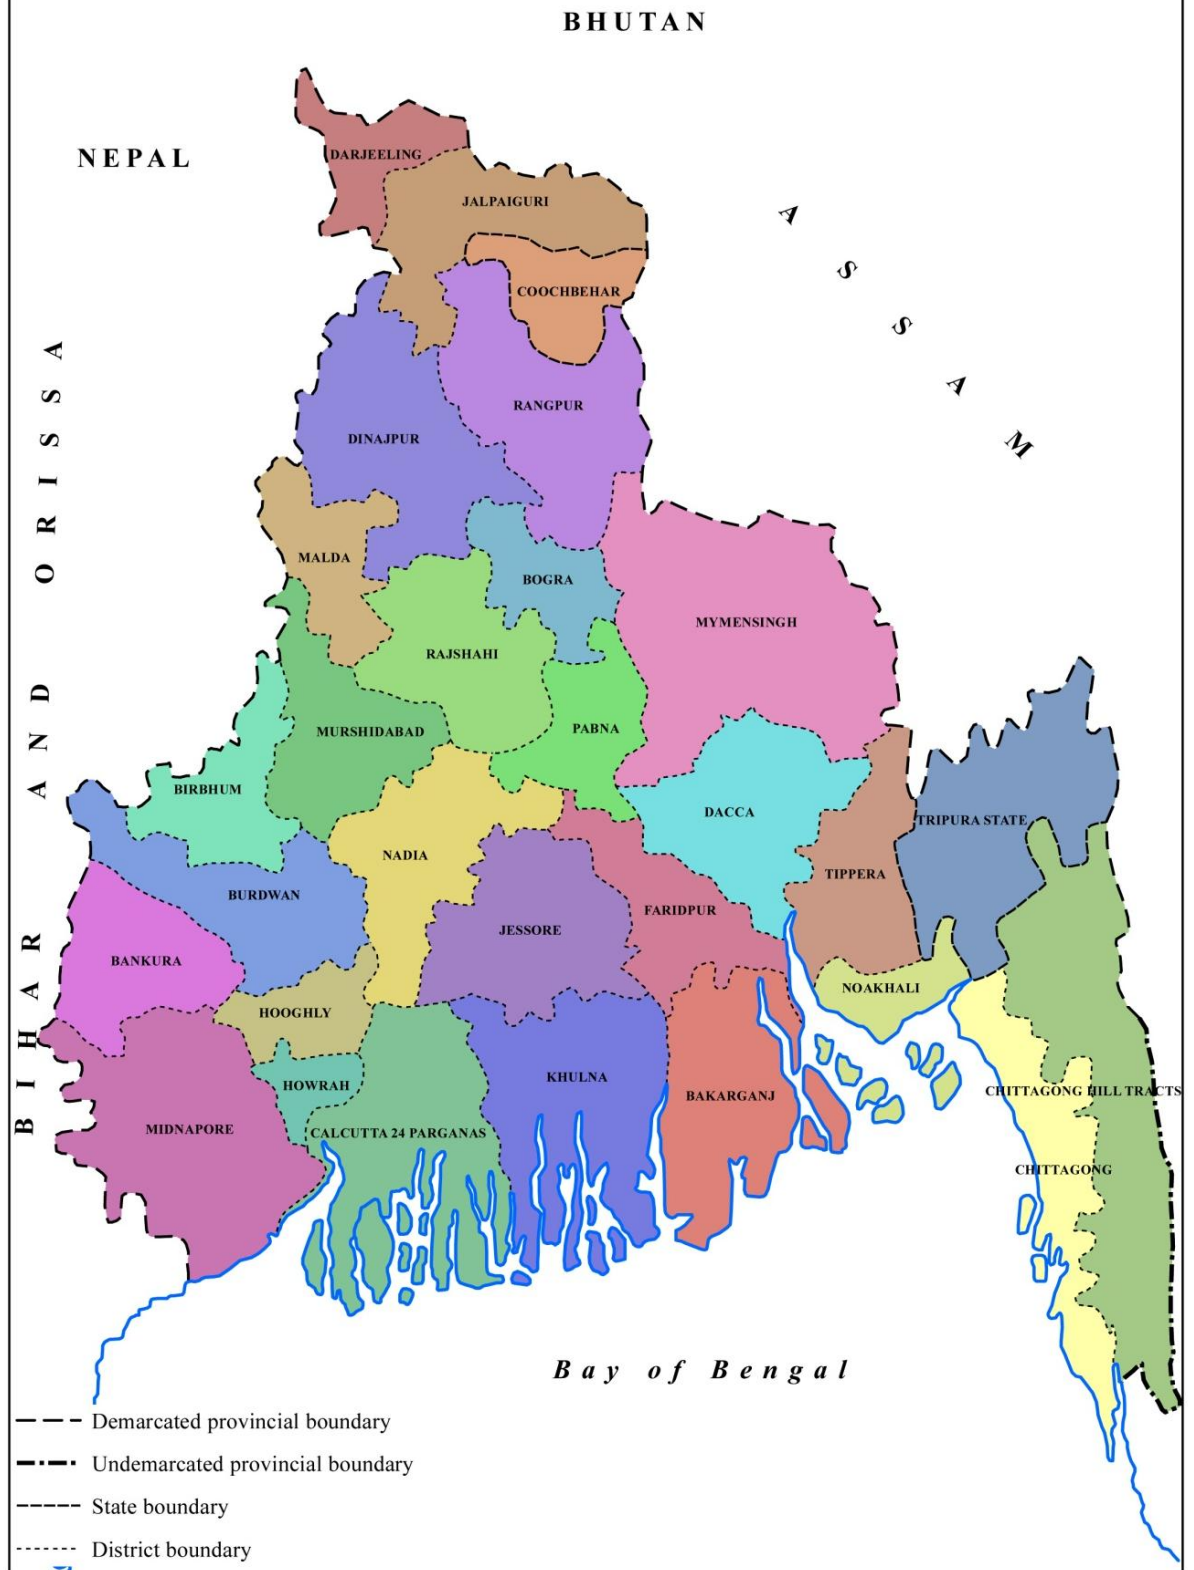 BHUTAN
NEPAL
ASSAM
BIHAR AND ORISSA
DARJEELING
JALPAIGURI
COOCHBEHAR
RANGPUR
DINAJPUR
MALDA
BOGRA
MYMENSINGH
RAJSHAHI
PABNA
MURSHIDABAD
BIRBHUM
DACCA
TRIPURA STATE
NADIA
TIPPERA
BURDWAN
FARIDPUR
JESSORE
BANKURA
NOAKHALI
HOOGHLY
KHULNA
HOWRAH
CHITTAGONG HILL TRACTS
BAKARGANJ
MIDNAPORE
CALCUTTA 24 PARGANAS
CHITTAGONG
Bay of Bengal
Demarcated provincial boundary
Undemarcated provincial boundary
State boundary
District boundary